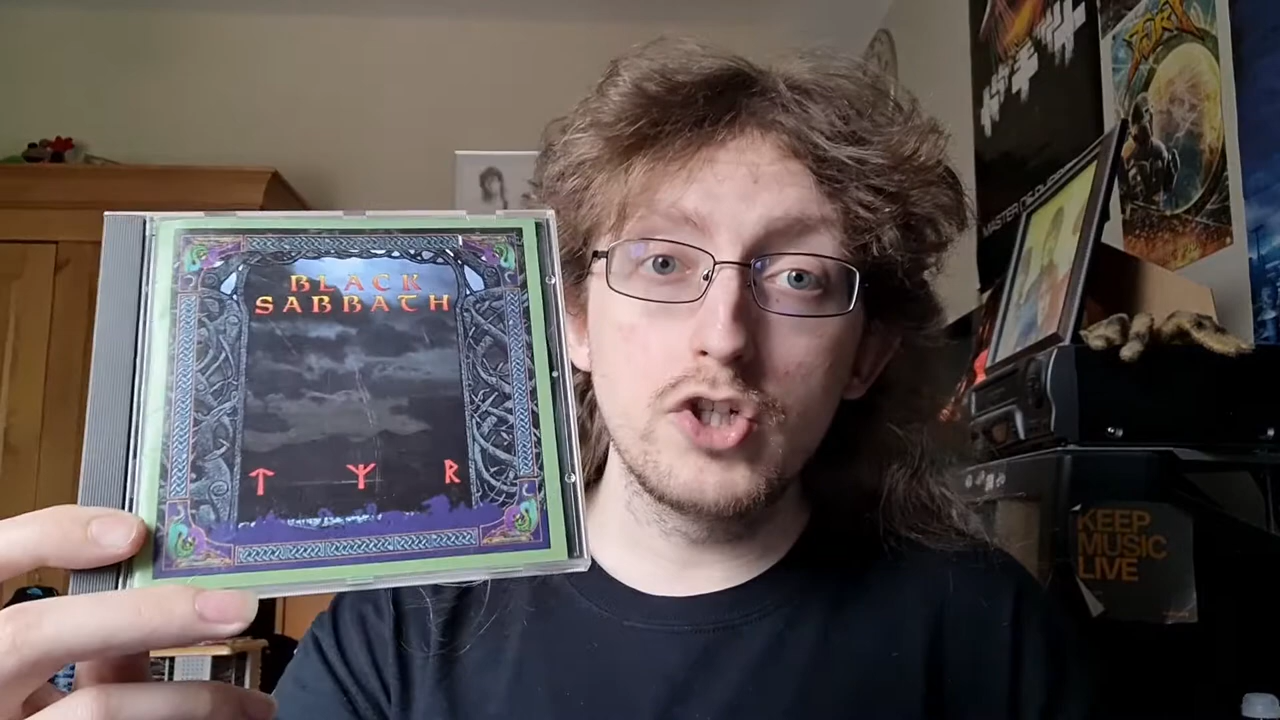 BLACK
SABBATH
ᛏ ᛉ ᚱ
KEEP
MUSIC
LIVE